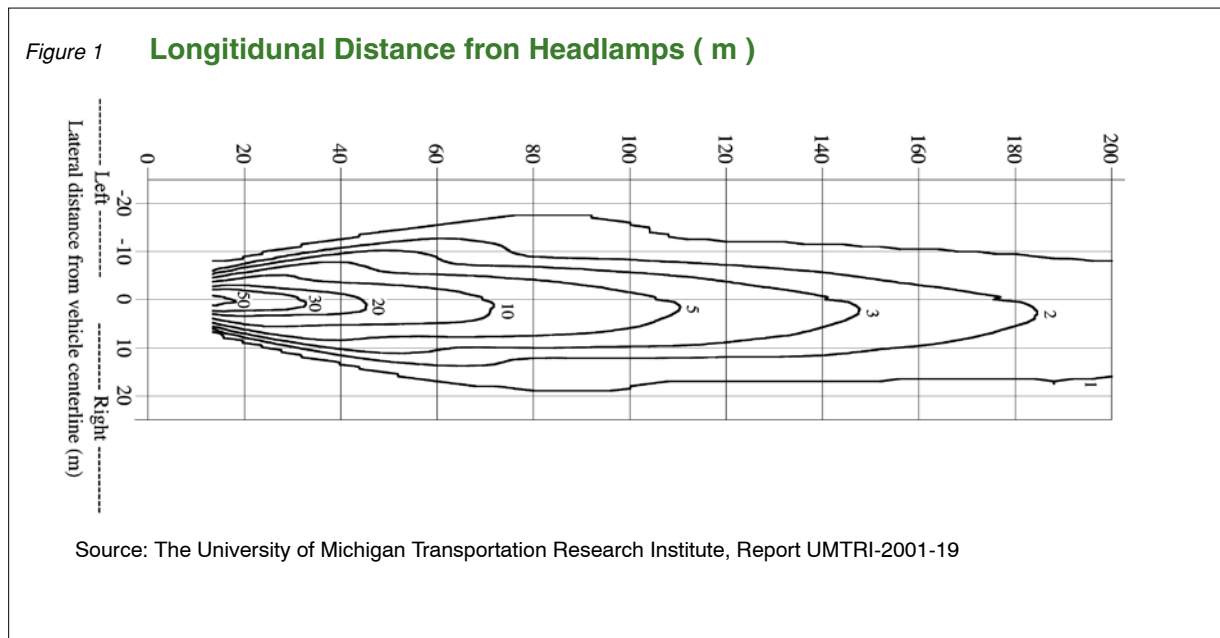 Figure 1 Longitidunal Distance fron Headlamps ( m )
0 20 40 60 80 100 120 140 160 180 200
-20
-10
0
10
20
---------- Left ---------- ---------- Right ----------
Lateral distance from vehicle centerline (m)
50 30 20 10 5 3 2 1
Source: The University of Michigan Transportation Research Institute, Report UMTRI-2001-19